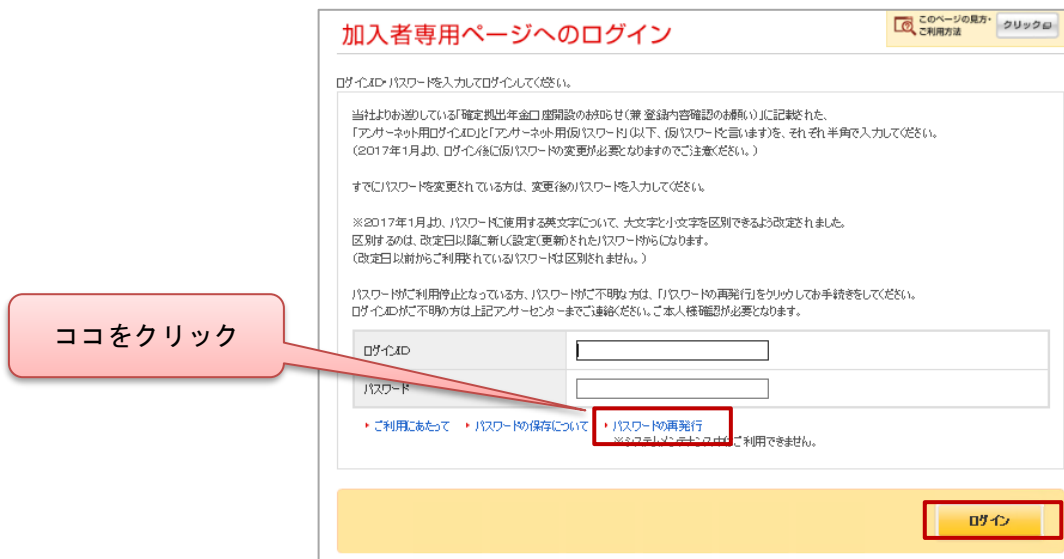 加入者専用ページへのログイン
このページの見方・
ご利用方法
クリック
ログインID・パスワードを入力してログインしてください。
当社よりお送りしている「確定拠出年金口座開設のお知らせ(兼 登録内容確認のお願い)」に記載された、
「アンサーネット用ログインID」と「アンサーネット用仮パスワード」(以下、仮パスワードと言います)を、それぞれ半角で入力してください。
(2017年1月より、ログイン後に仮パスワードの変更が必要となりますのでご注意ください。)
すでにパスワードを変更されている方は、変更後のパスワードを入力してください。
※2017年1月より、パスワードに使用する英文字について、大文字と小文字を区別できるよう改定されました。
区別するのは、改定日以降に新しく設定(更新)されたパスワードからになります。
(改定日以前からご利用されているパスワードは区別されません。)
パスワードがご利用停止となっている方、パスワードがご不明な方は、「パスワードの再発行」をクリックしてお手続きをしてください。
ログインIDがご不明の方は上記アンサーセンターまでご連絡ください。ご本人様確認が必要となります。
ココをクリック
ログインID
パスワード
ご利用にあたって パスワードの保存について パスワードの再発行
※システムメンテナンス中はご利用できません。
ログイン